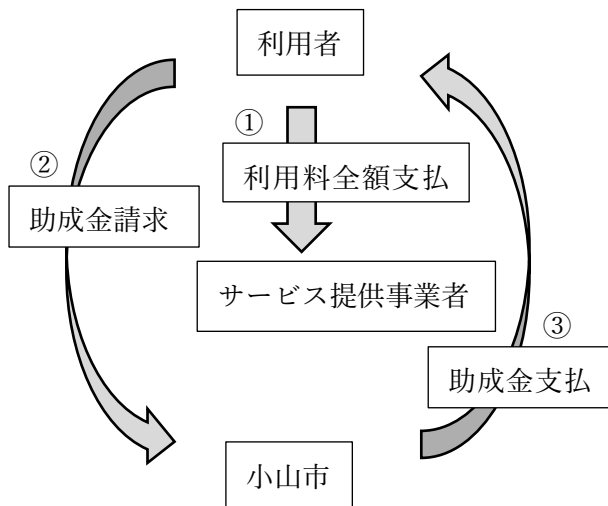 利用者
①
利用料全額支払
②
助成金請求
サービス提供事業者
③
助成金支払
小山市